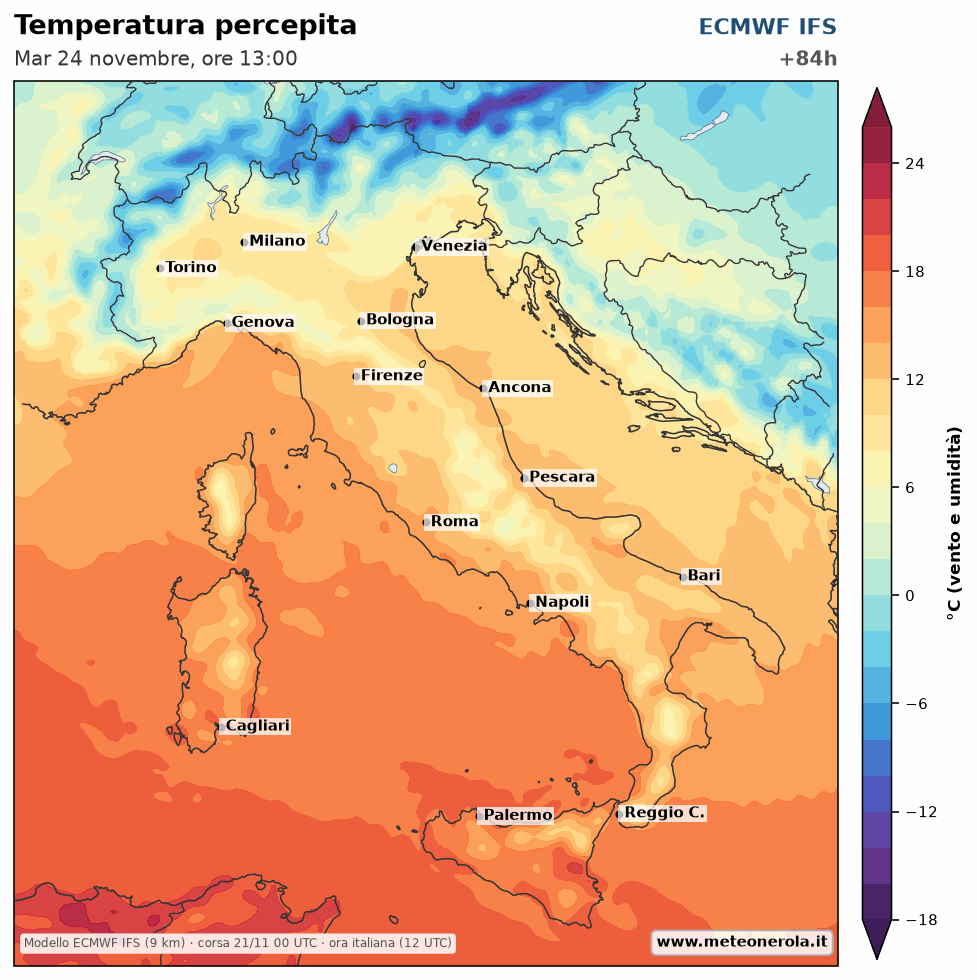 Temperatura percepita
ECMWF IFS
Mar 24 novembre, ore 13:00
+84h
Milano
Venezia
Torino
Genova
Bologna
Firenze
Ancona
Pescara
Roma
Bari
Napoli
Cagliari
Palermo
Reggio C.
24
18
12
6
0
−6
−12
−18
°C (vento e umidità)
Modello ECMWF IFS (9 km) · corsa 21/11 00 UTC · ora italiana (12 UTC)
www.meteonerola.it